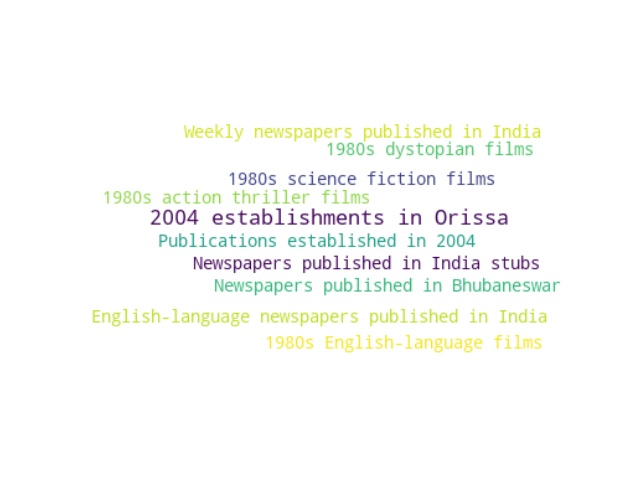 Weekly newspapers published in India
1980s dystopian films
1980s science fiction films
1980s action thriller films
2004 establishments in Orissa
Publications established in 2004
Newspapers published in India stubs
Newspapers published in Bhubaneswar
English-language newspapers published in India
1980s English-language films